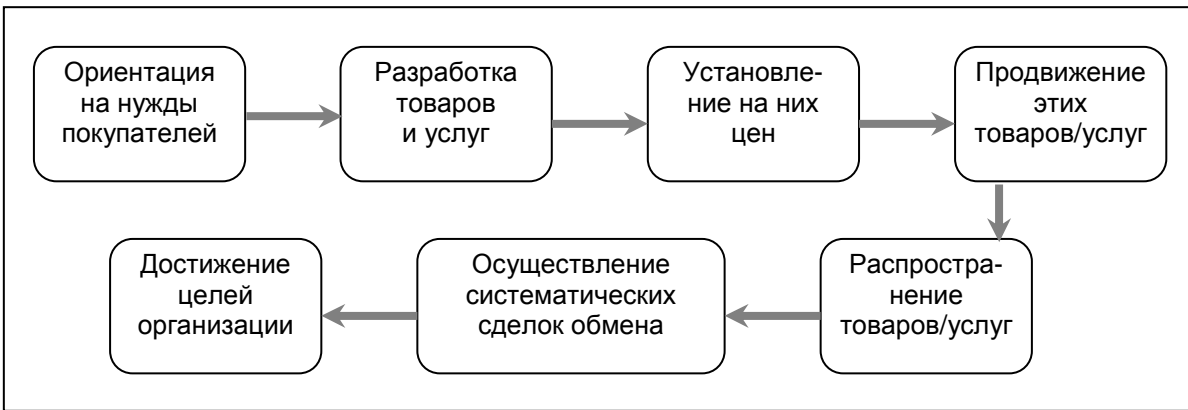 Ориентация
на нужды
покупателей
Разработка
товаров
и услуг
Установле-
ние на них
цен
Продвижение
этих
товаров/услуг
Распростра-
нение
товаров/услуг
Осуществление
систематических
сделок обмена
Достижение
целей
организации